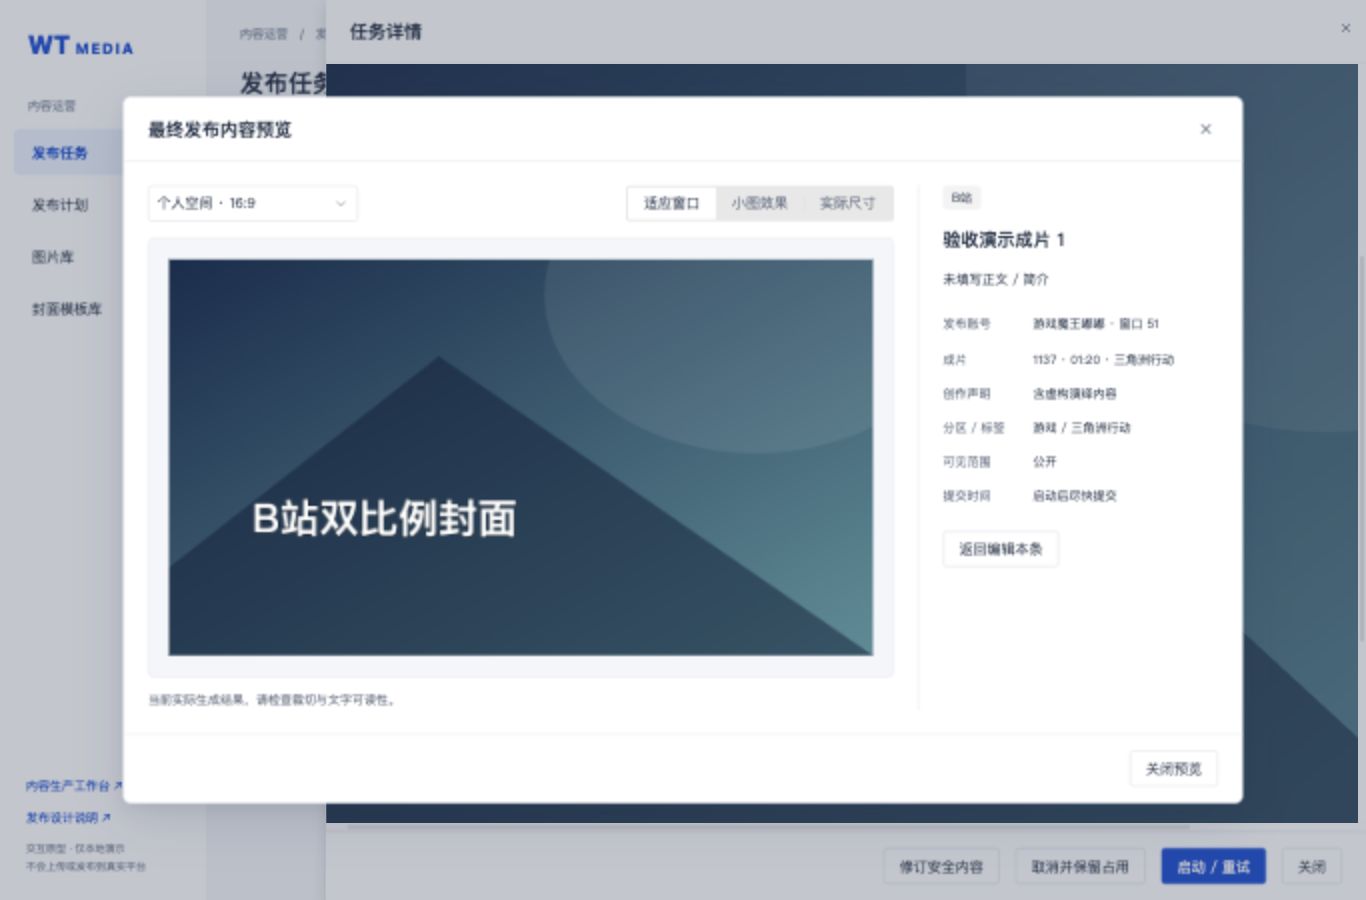 WT MEDIA
内容运营
发布任务
发布计划
图片库
封面模板库
内容生产工作台 ↗
发布设计说明 ↗
交互原型 · 仅本地演示
不会上传或发布到真实平台
内容运营 / 发
发布任务
任务详情
×
最终发布内容预览
×
个人空间 · 16:9
适应窗口 小图效果 实际尺寸
B站双比例封面
当前实际生成结果。请检查裁切与文字可读性。
B站
验收演示成片 1
未填写正文 / 简介
发布账号 游戏魔王嘟嘟 · 窗口 51
成片 1137 · 01:20 · 三角洲行动
创作声明 含虚构演绎内容
分区 / 标签 游戏 / 三角洲行动
可见范围 公开
提交时间 启动后尽快提交
返回编辑本条
关闭预览
修订安全内容 取消并保留占用 启动 / 重试 关闭